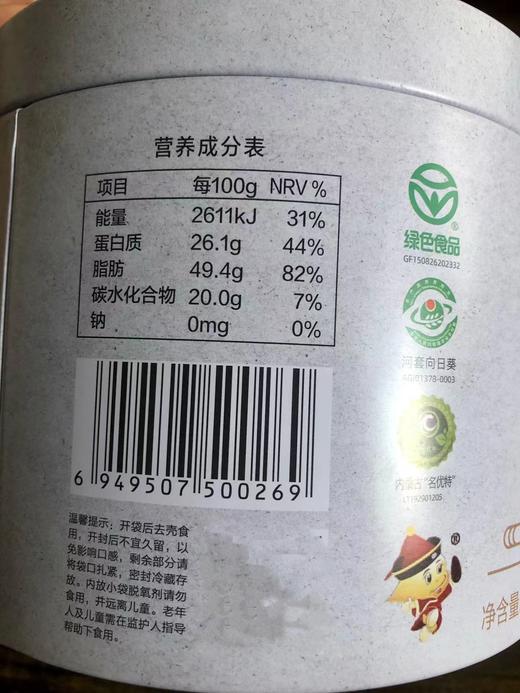 营养成分表
项目 每100g NRV%
能量 2611kJ 31%
蛋白质 26.1g 44%
脂肪 49.4g 82%
碳水化合物 20.0g 7%
钠 0mg 0%
6 949507 500269
温馨提示：开袋后去壳食
用，开封后不宜久留，以
免影响口感，剩余部分请
将袋口扎紧，密封冷藏存
放。内放小袋脱氧剂请勿
食用，并远离儿童。老年
人及儿童需在监护人指导
帮助下食用。
®
绿色食品
GF150826202332
河套向日葵
AGI01378-0003
内蒙古“名优特”
LT192901205
®
净含量